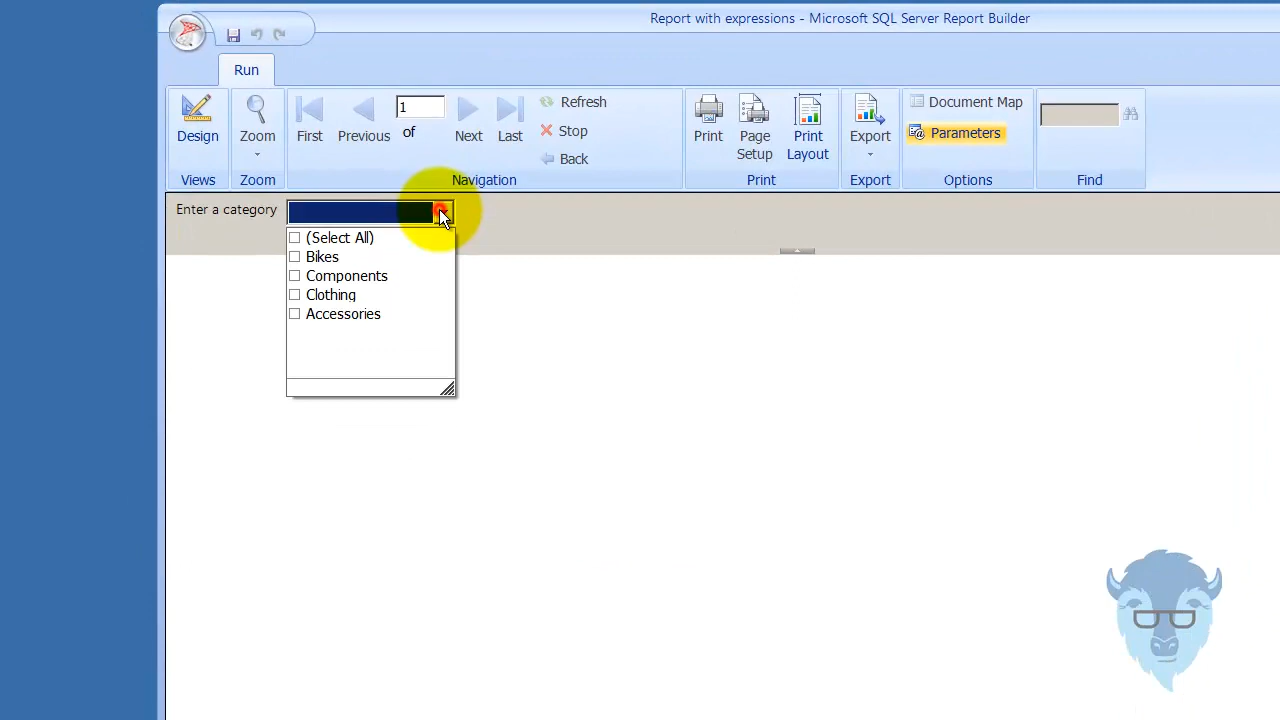 Report with expressions - Microsoft SQL Server Report Builder
Run
Design
Zoom
First
Previous
1
of
Next
Last
Refresh
Stop
Back
Print
Page
Setup
Print
Layout
Export
Document Map
Parameters
Views
Zoom
Navigation
Print
Export
Options
Find
Enter a category
(Select All)
Bikes
Components
Clothing
Accessories